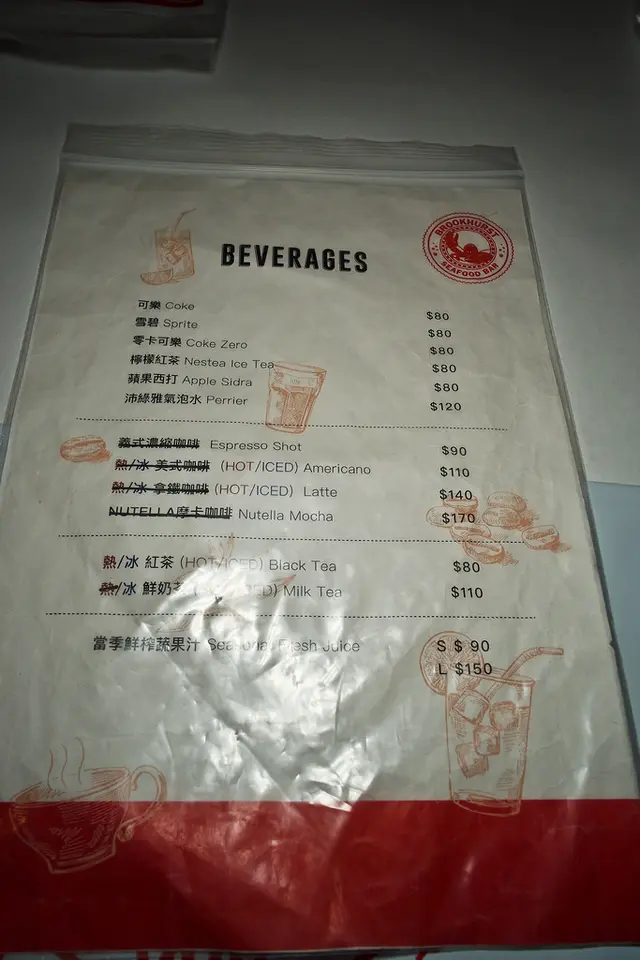 BROOKHURST
SEAFOOD BAR
BEVERAGES
可樂 Coke $80
雪碧 Sprite $80
零卡可樂 Coke Zero $80
檸檬紅茶 Nestea Ice Tea $80
蘋果西打 Apple Sidra $80
沛綠雅氣泡水 Perrier $120
義式濃縮咖啡 Espresso Shot $90
熱/冰 美式咖啡 (HOT/ICED) Americano $110
熱/冰 拿鐵咖啡 (HOT/ICED) Latte $140
NUTELLA摩卡咖啡 Nutella Mocha $170
熱/冰 紅茶 (HOT/ICED) Black Tea $80
熱/冰 鮮奶茶 (HOT/ICED) Milk Tea $110
當季鮮榨蔬果汁 Seasonal Fresh Juice S $ 90
L $150